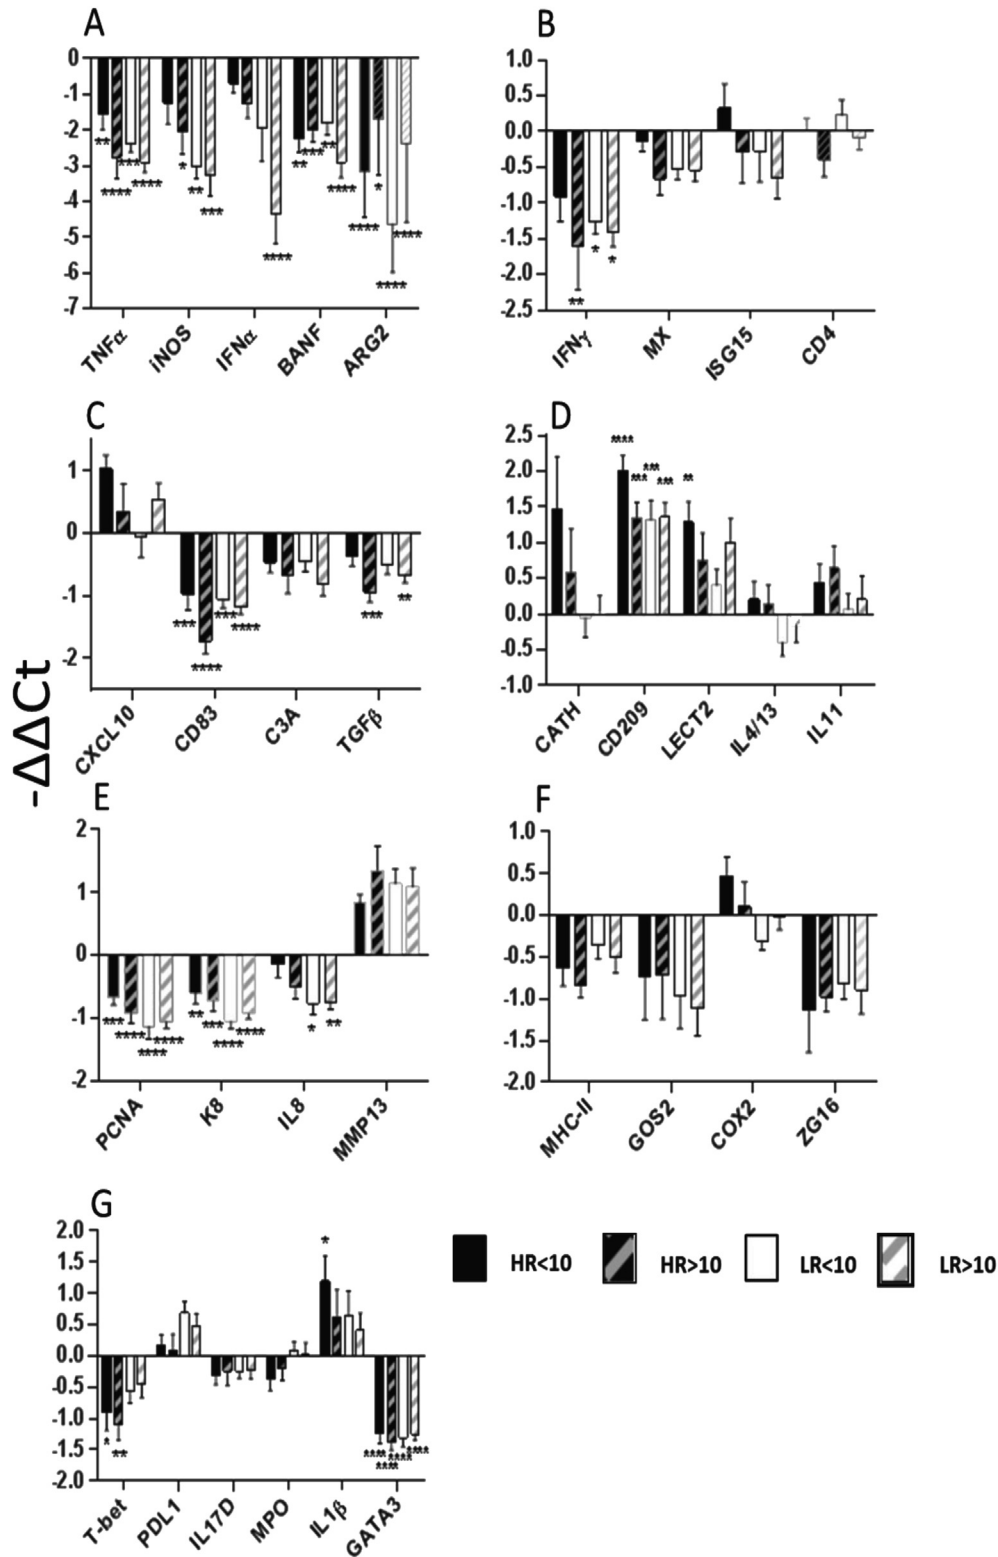 A
0
-1
-2
-3
-4
-5
-6
-7
** **** *** ****
* ** ***
****
** *** ** ****
**** * **** ****
TNFα iNOS IFNα BANF ARG2
B
1.0
0.5
0.0
-0.5
-1.0
-1.5
-2.0
-2.5
** * *
IFNγ MX ISG15 CD4
C
1
0
-1
-2
*** **** *** ****
*** **
CXCL10 CD83 C3A TGFβ
D
2.5
2.0
1.5
1.0
0.5
0.0
-0.5
-1.0
**** *** *** ***
**
CATH CD209 LECT2 IL4/13 IL11
-ΔΔCt
E
2
1
0
-1
-2
*** **** **** ****
** *** **** ****
* **
PCNA K8 IL8 MMP13
F
1.0
0.5
0.0
-0.5
-1.0
-1.5
-2.0
MHC-II GOS2 COX2 ZG16
G
2.0
1.5
1.0
0.5
0.0
-0.5
-1.0
-1.5
-2.0
* **
*
**** **** **** ****
T-bet PDL1 IL17D MPO IL1β GATA3
HR<10 HR>10 LR<10 LR>10